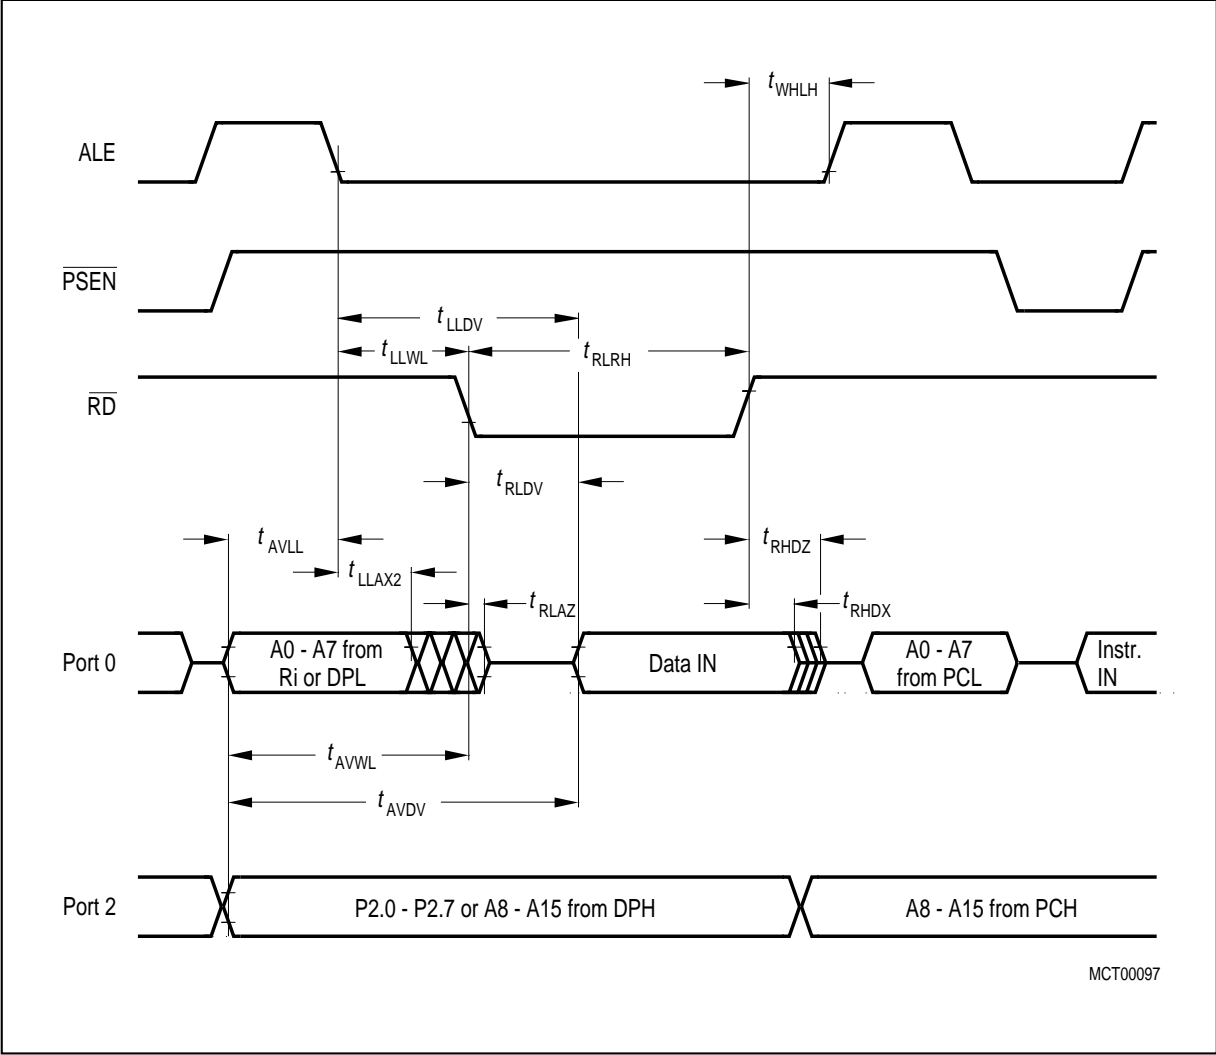 t WHLH
ALE
PSEN
t LLDV
t LLWL
t RLRH
RD
t RLDV
t AVLL
t RHDZ
t LLAX2
t RLAZ
t RHDX
Port 0
A0 - A7 from
Ri or DPL
Data IN
A0 - A7
from PCL
Instr.
IN
t AVWL
t AVDV
Port 2
P2.0 - P2.7 or A8 - A15 from DPH
A8 - A15 from PCH
MCT00097